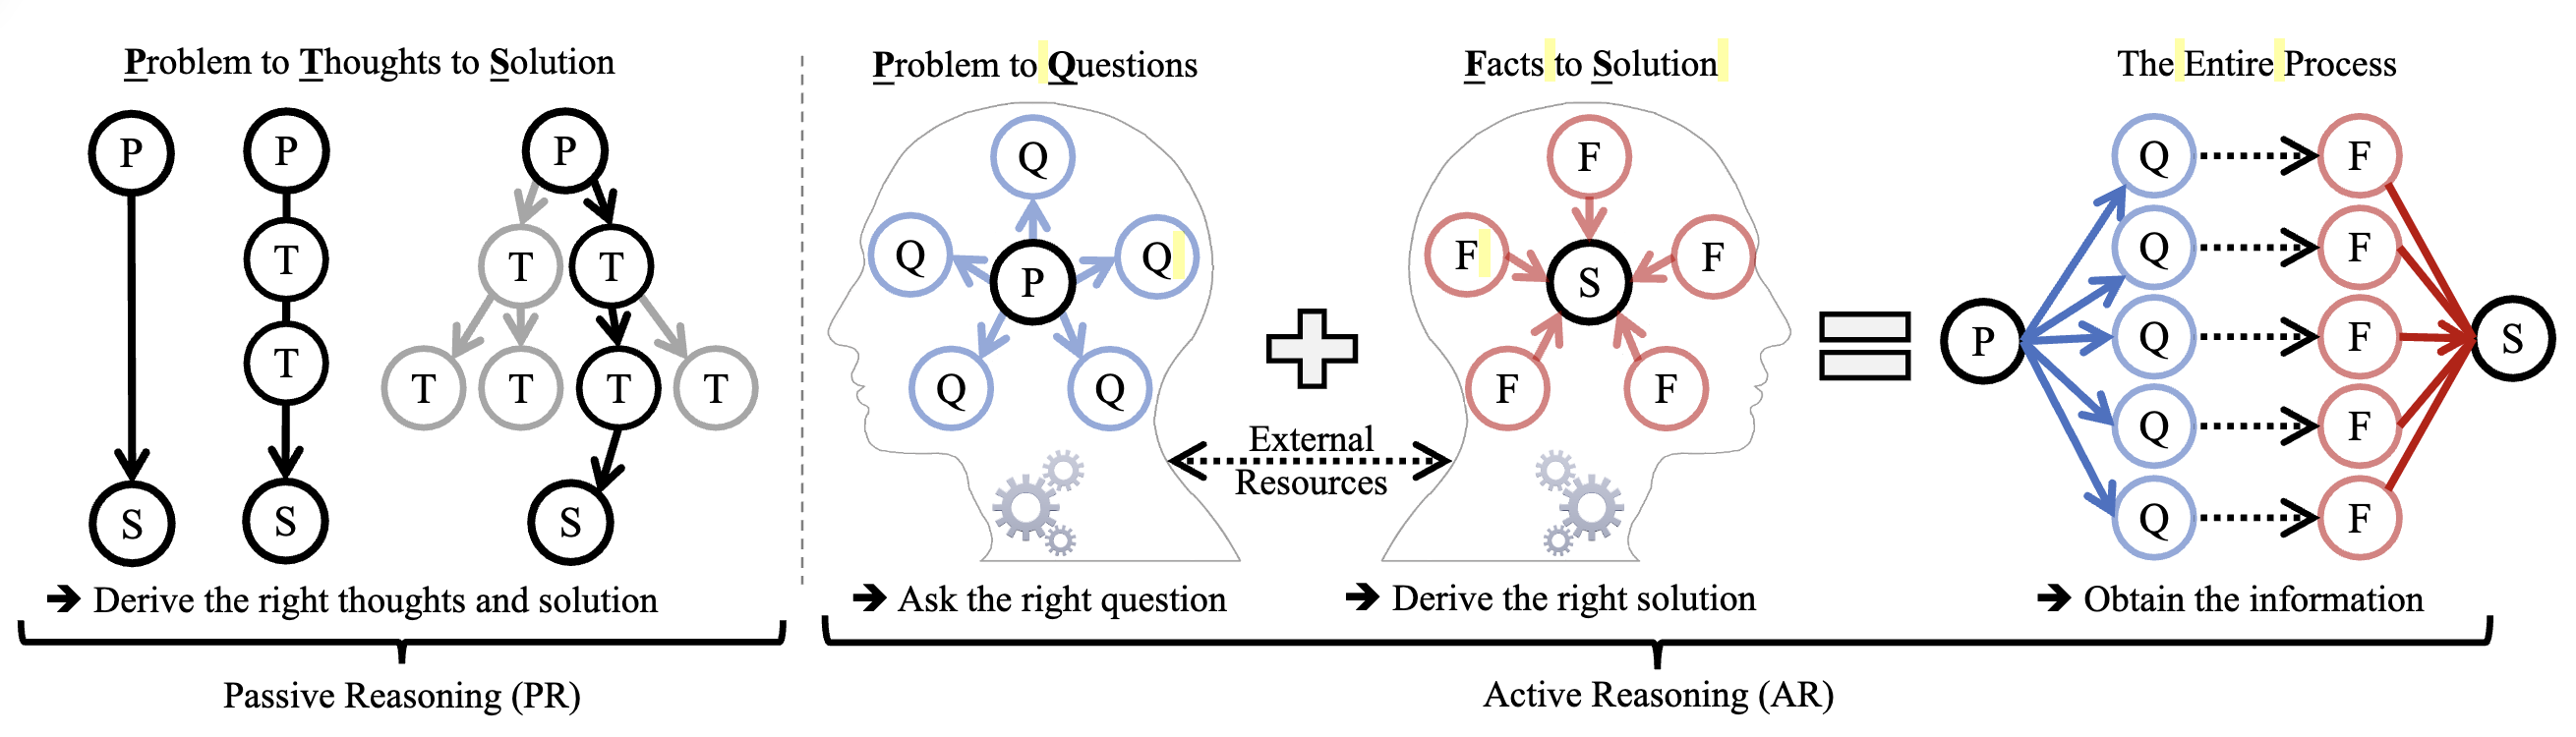 Problem to Thoughts to Solution
P
S
P
T
T
S
P
T
T
T
T
T
T
S
➔ Derive the right thoughts and solution
Passive Reasoning (PR)
Problem to Questions
Q
Q
Q
P
Q
Q
➔ Ask the right question
External
Resources
Facts to Solution
F
F
F
S
F
F
➔ Derive the right solution
The Entire Process
P
Q
F
Q
F
Q
F
Q
F
Q
F
S
➔ Obtain the information
Active Reasoning (AR)